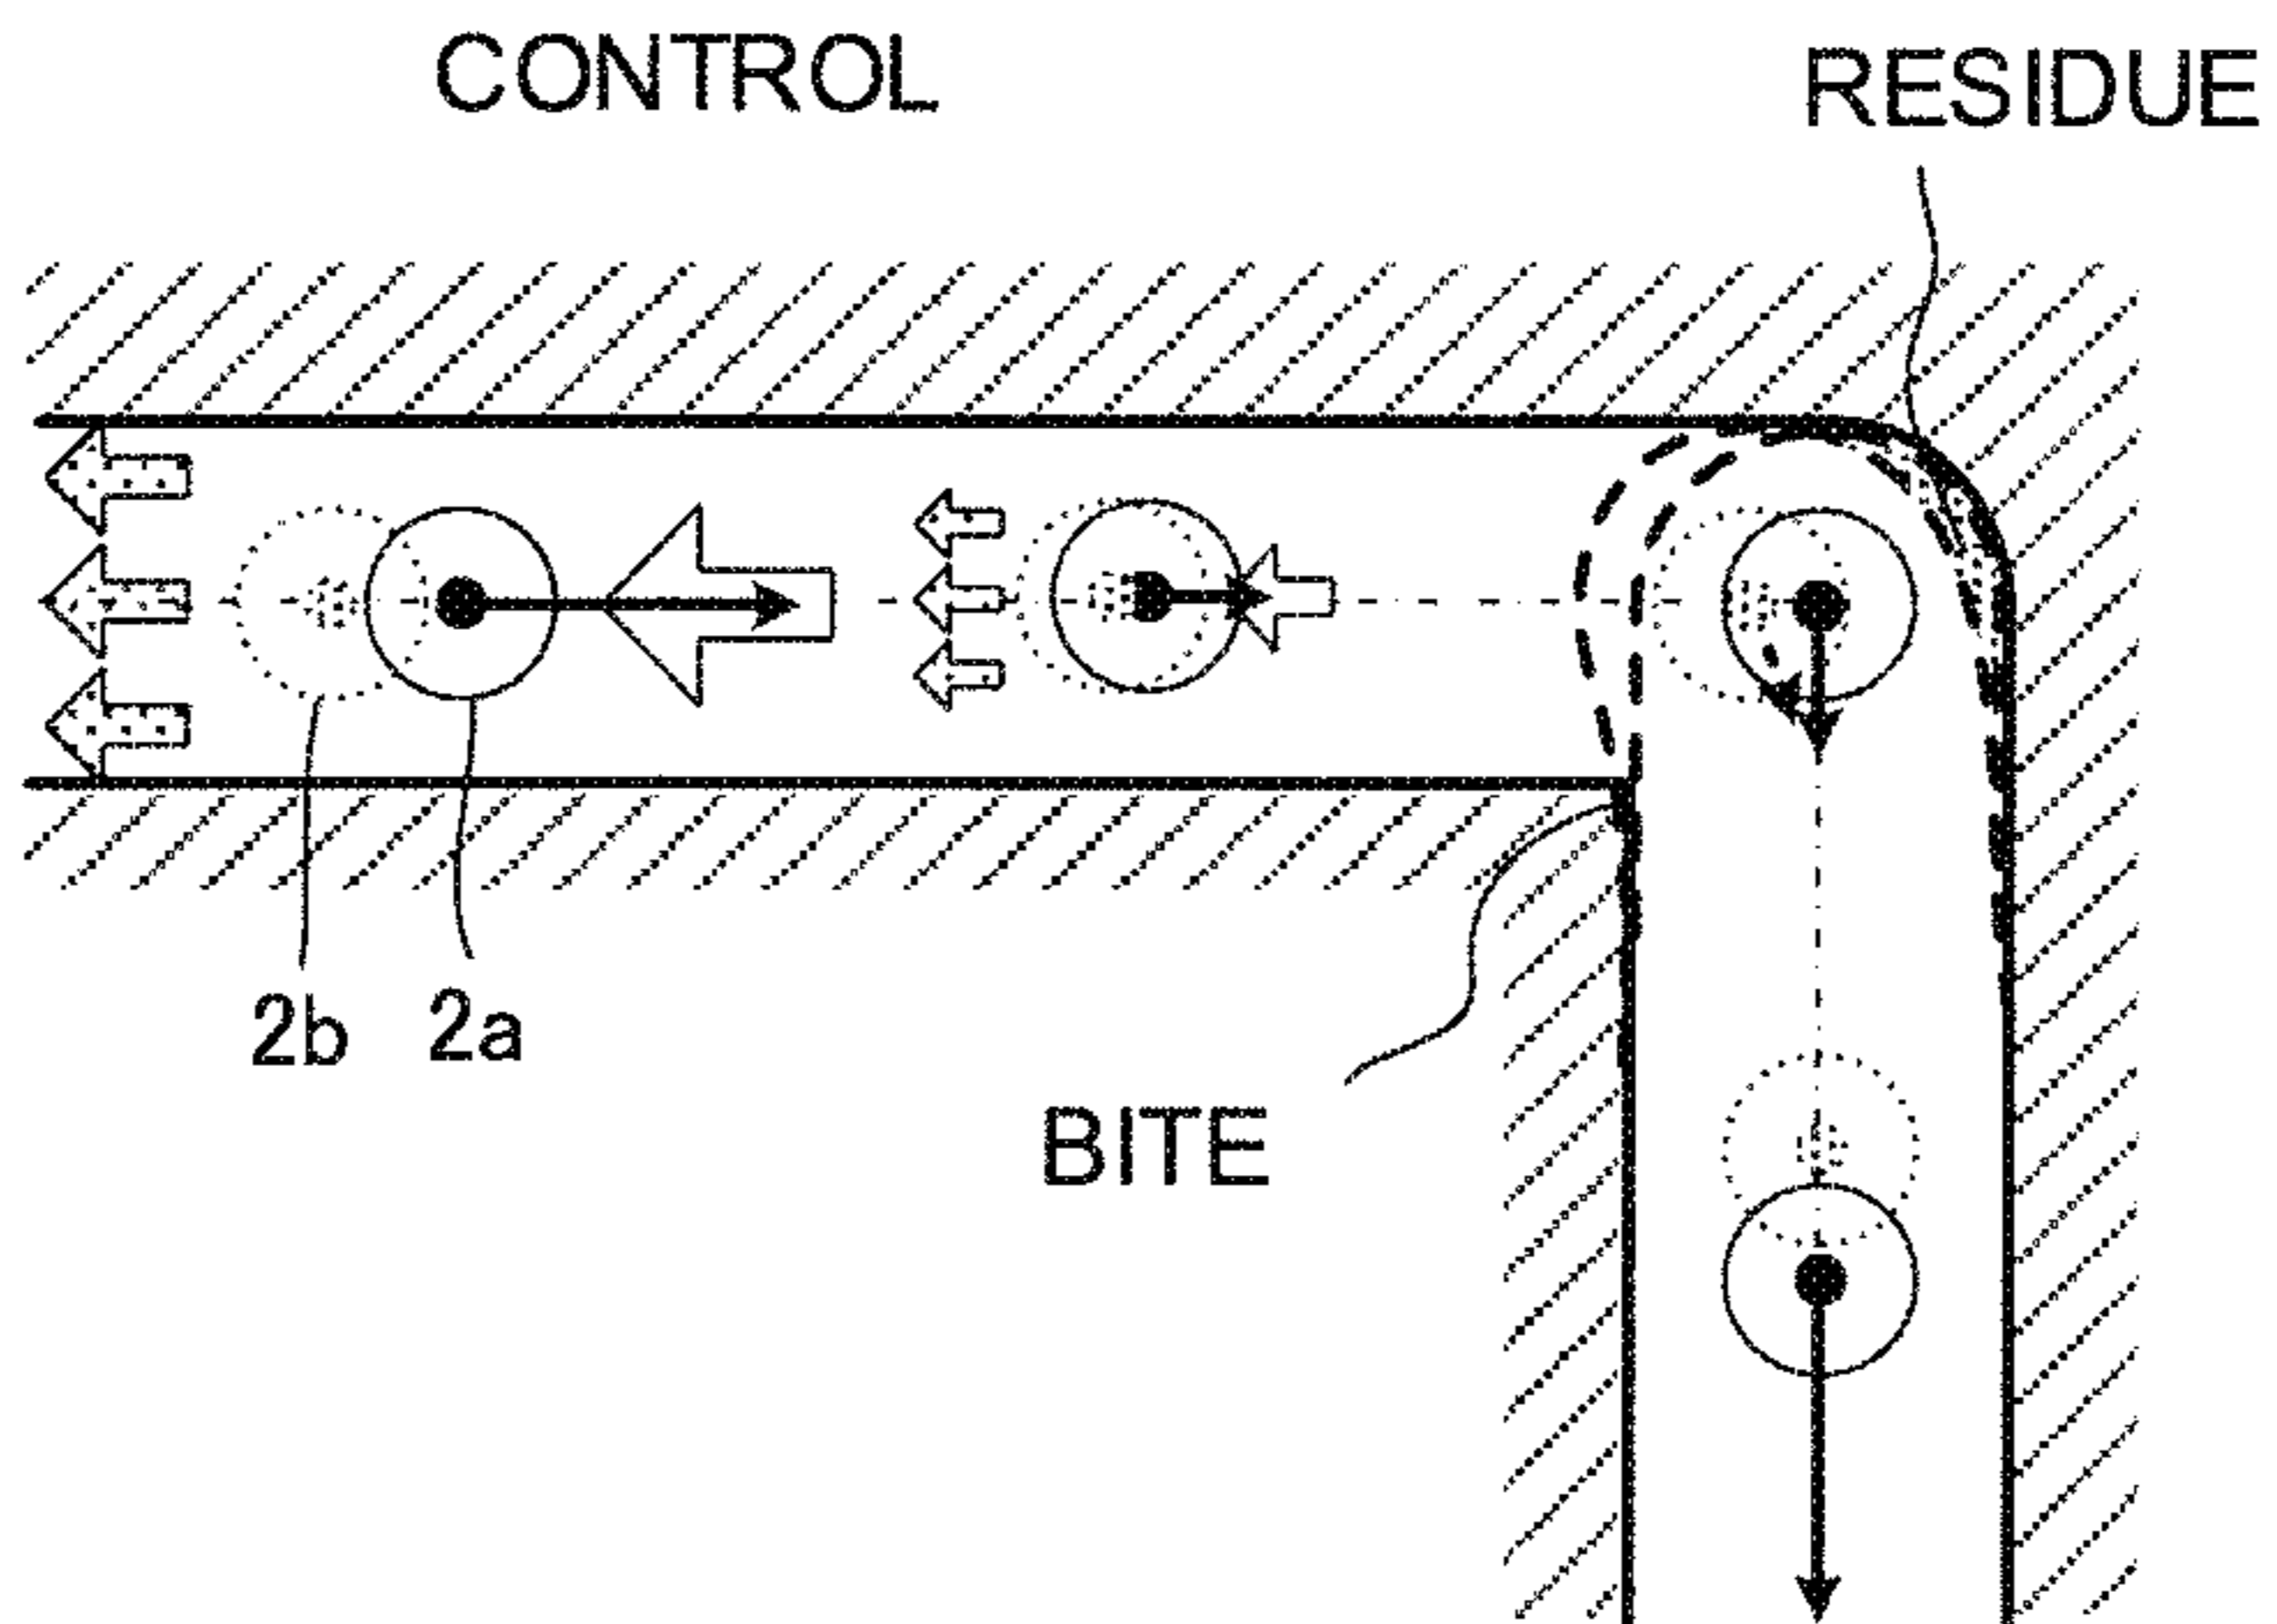 CONTROL
RESIDUE
2b
2a
BITE